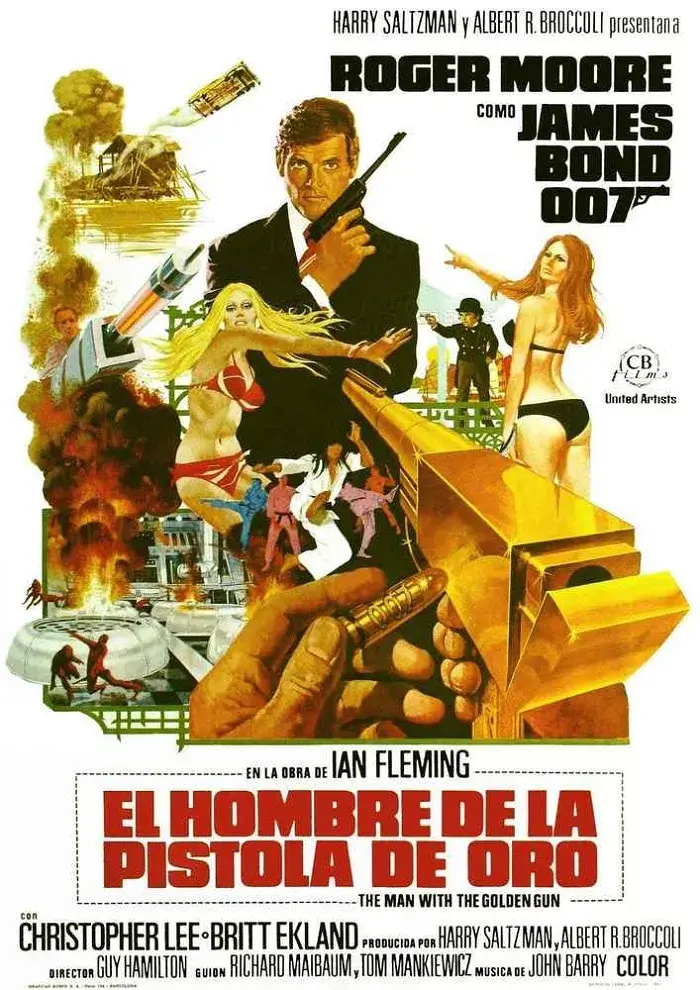 HARRY SALTZMAN y ALBERT R. BROCCOLI presentan a
ROGER MOORE
COMO JAMES
BOND
007
CB
films
United Artists
007
EN LA OBRA DE IAN FLEMING
EL HOMBRE DE LA
PISTOLA DE ORO
THE MAN WITH THE GOLDEN GUN
con
CHRISTOPHER LEE • BRITT EKLAND PRODUCIDA POR HARRY SALTZMAN y ALBERT R. BROCCOLI
DIRECTOR GUY HAMILTON GUION RICHARD MAIBAUM y TOM MANKIEWICZ MUSICA DE JOHN BARRY COLOR